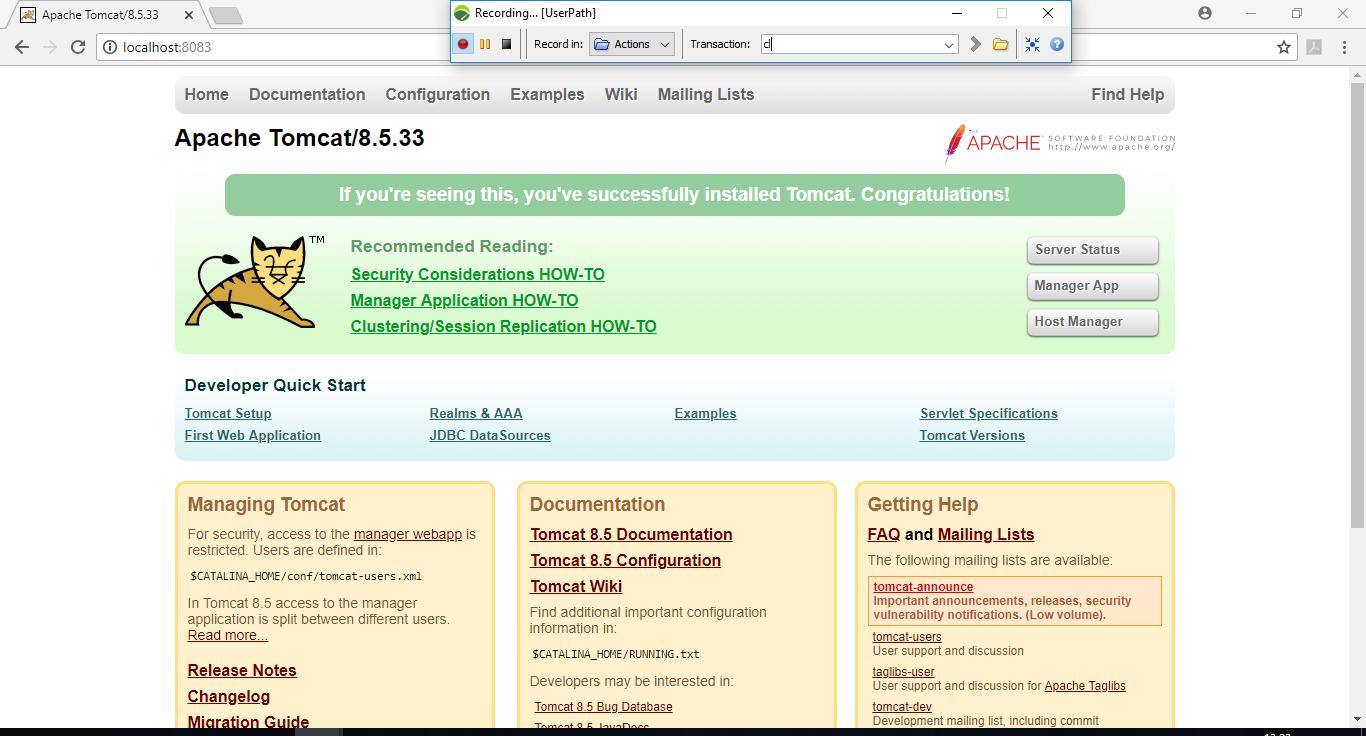 Apache Tomcat/8.5.33
Recording... [UserPath]
Record in: Actions Transaction: cl
localhost:8083
Home Documentation Configuration Examples Wiki Mailing Lists Find Help
Apache Tomcat/8.5.33
THE APACHE SOFTWARE FOUNDATION
http://www.apache.org/
If you're seeing this, you've successfully installed Tomcat. Congratulations!
TM
Recommended Reading:
Security Considerations HOW-TO
Manager Application HOW-TO
Clustering/Session Replication HOW-TO
Server Status
Manager App
Host Manager
Developer Quick Start
Tomcat Setup
First Web Application
Realms & AAA
JDBC DataSources
Examples
Servlet Specifications
Tomcat Versions
Managing Tomcat
For security, access to the manager webapp is
restricted. Users are defined in:
$CATALINA_HOME/conf/tomcat-users.xml
In Tomcat 8.5 access to the manager
application is split between different users.
Read more...
Release Notes
Changelog
Migration Guide
Documentation
Tomcat 8.5 Documentation
Tomcat 8.5 Configuration
Tomcat Wiki
Find additional important configuration
information in:
$CATALINA_HOME/RUNNING.txt
Developers may be interested in:
Tomcat 8.5 Bug Database
Tomcat 8.5 JavaDocs
Getting Help
FAQ and Mailing Lists
The following mailing lists are available:
tomcat-announce
Important announcements, releases, security
vulnerability notifications. (Low volume).
tomcat-users
User support and discussion
taglibs-user
User support and discussion for Apache Taglibs
tomcat-dev
Development mailing list, including commit